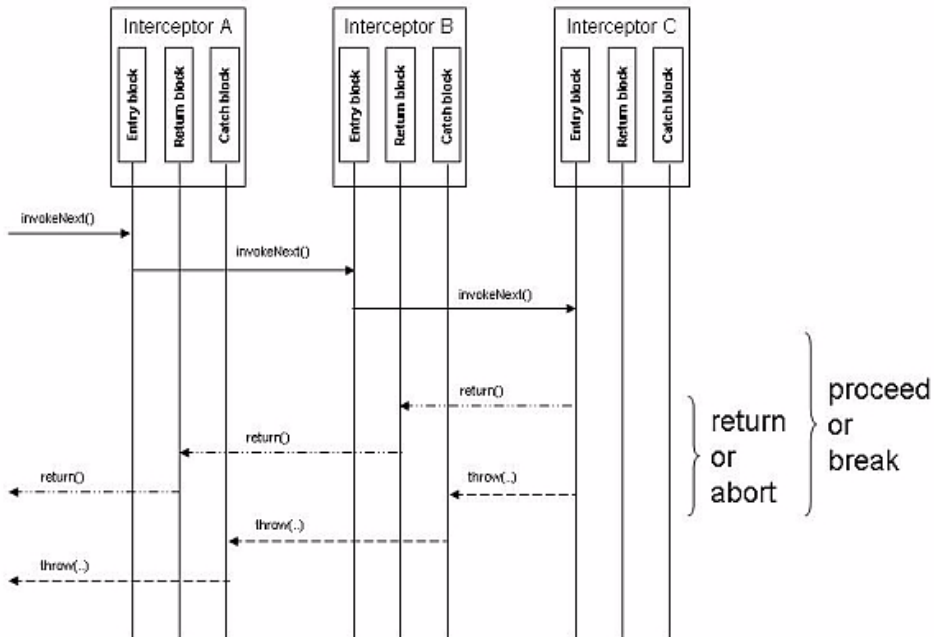 Interceptor A
Interceptor B
Interceptor C
Entry block
Return block
Catch block
Entry block
Return block
Catch block
Entry block
Return block
Catch block
invokeNext()
invokeNext()
invokeNext()
return()
return()
return()
throw(..)
throw(..)
throw(..)
return
or
abort
proceed
or
break